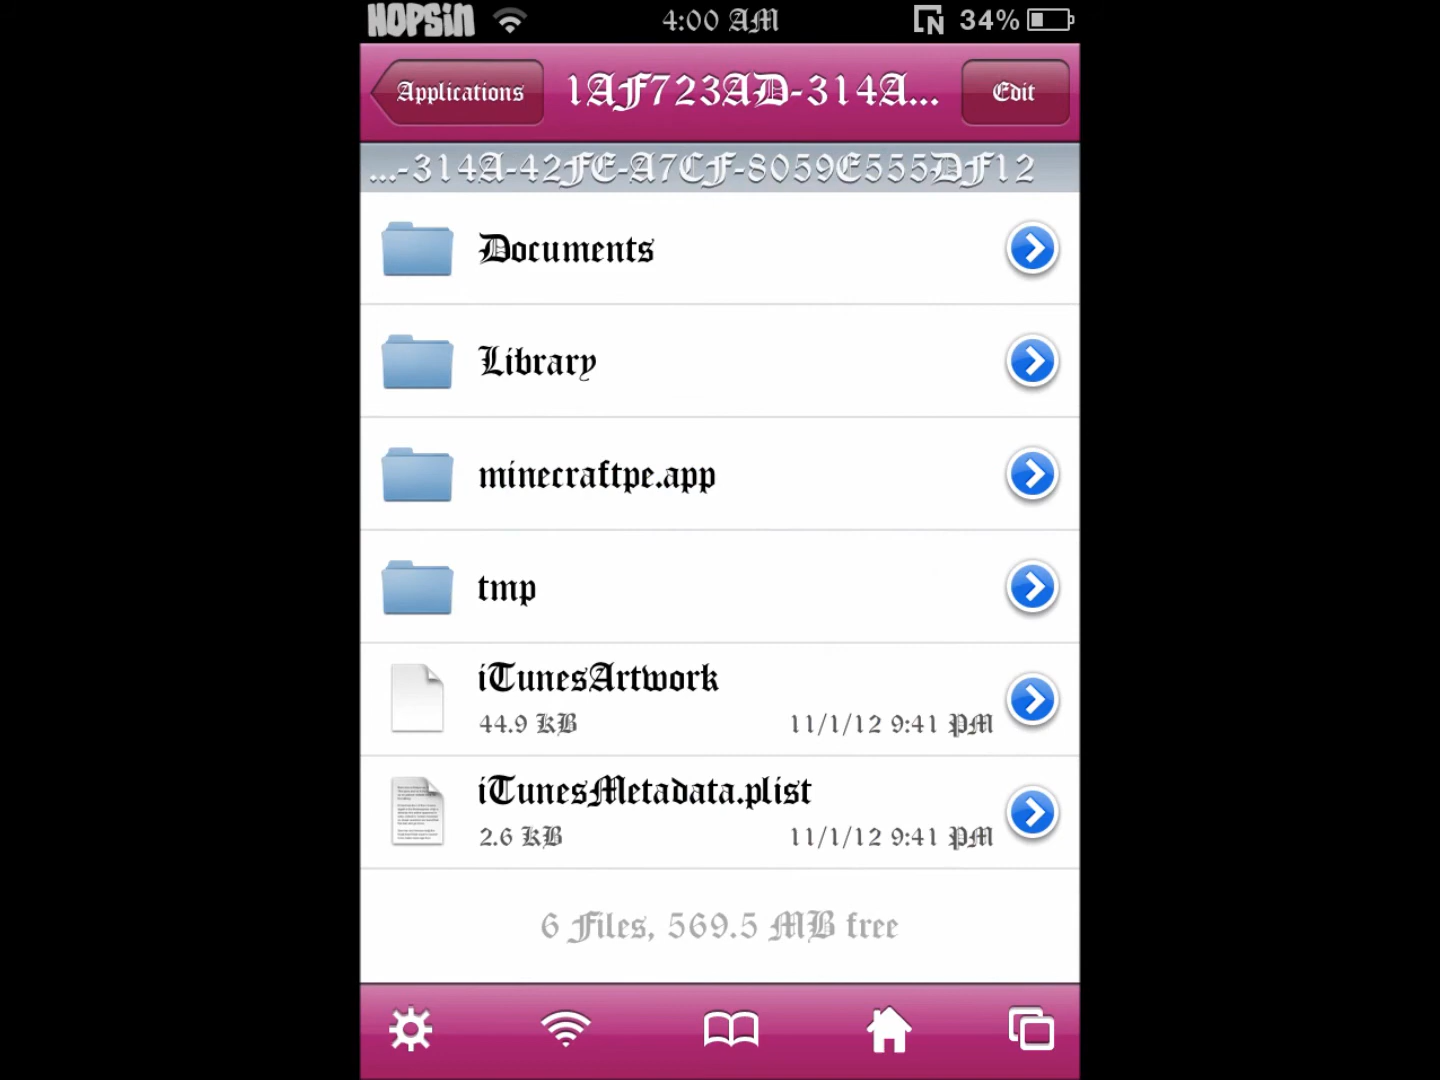 HOPSIN 4:00 AM N 34%
Applications 1AF723AD-314A... Edit
...-314A-42FE-A7CF-8059E555DF12
Documents
Library
minecraftpe.app
tmp
iTunesArtwork
44.9 kB 11/1/12 9:41 PM
iTunesMetadata.plist
2.6 kB 11/1/12 9:41 PM
6 Files, 569.5 MB free